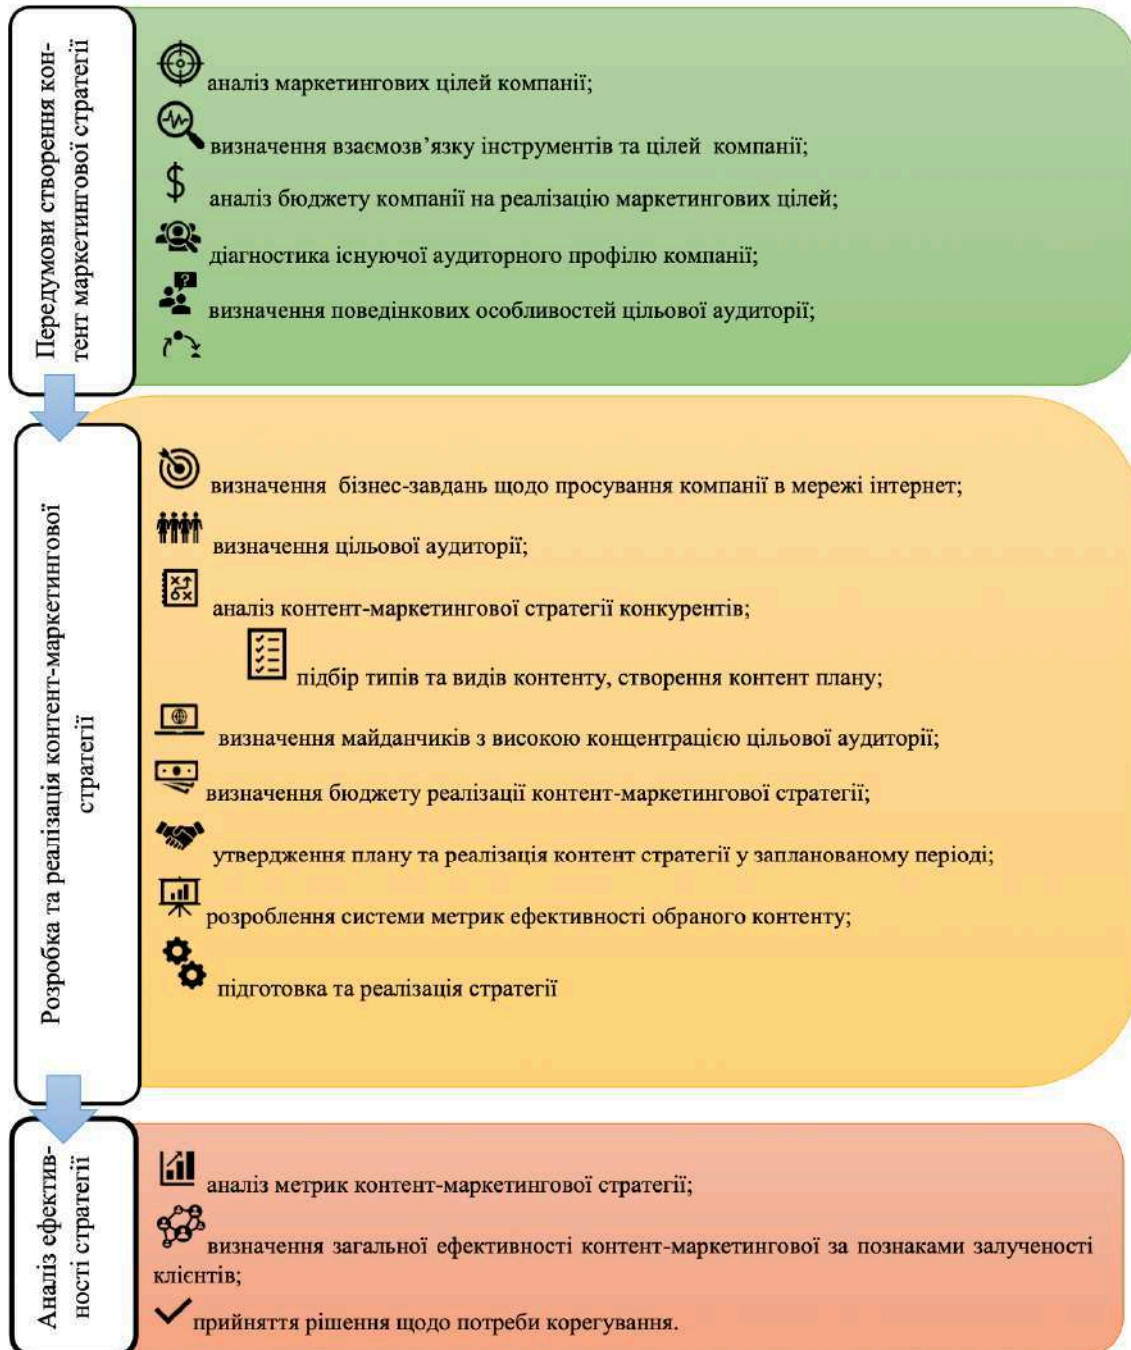 Передумови створення кон-
тент маркетингової стратегії
аналіз маркетингових цілей компанії;
визначення взаємозв’язку інструментів та цілей компанії;
$
аналіз бюджету компанії на реалізацію маркетингових цілей;
діагностика існуючої аудиторного профілю компанії;
?
визначення поведінкових особливостей цільової аудиторії;
Розробка та реалізація контент-маркетингової
стратегії
визначення бізнес-завдань щодо просування компанії в мережі інтернет;
визначення цільової аудиторії;
аналіз контент-маркетингової стратегії конкурентів;
підбір типів та видів контенту, створення контент плану;
визначення майданчиків з високою концентрацією цільової аудиторії;
визначення бюджету реалізації контент-маркетингової стратегії;
утвердження плану та реалізація контент стратегії у запланованому періоді;
розроблення системи метрик ефективності обраного контенту;
підготовка та реалізація стратегії
Аналіз ефектив-
ності стратегії
аналіз метрик контент-маркетингової стратегії;
визначення загальної ефективності контент-маркетингової за познаками залученості
клієнтів;
прийняття рішення щодо потреби корегування.